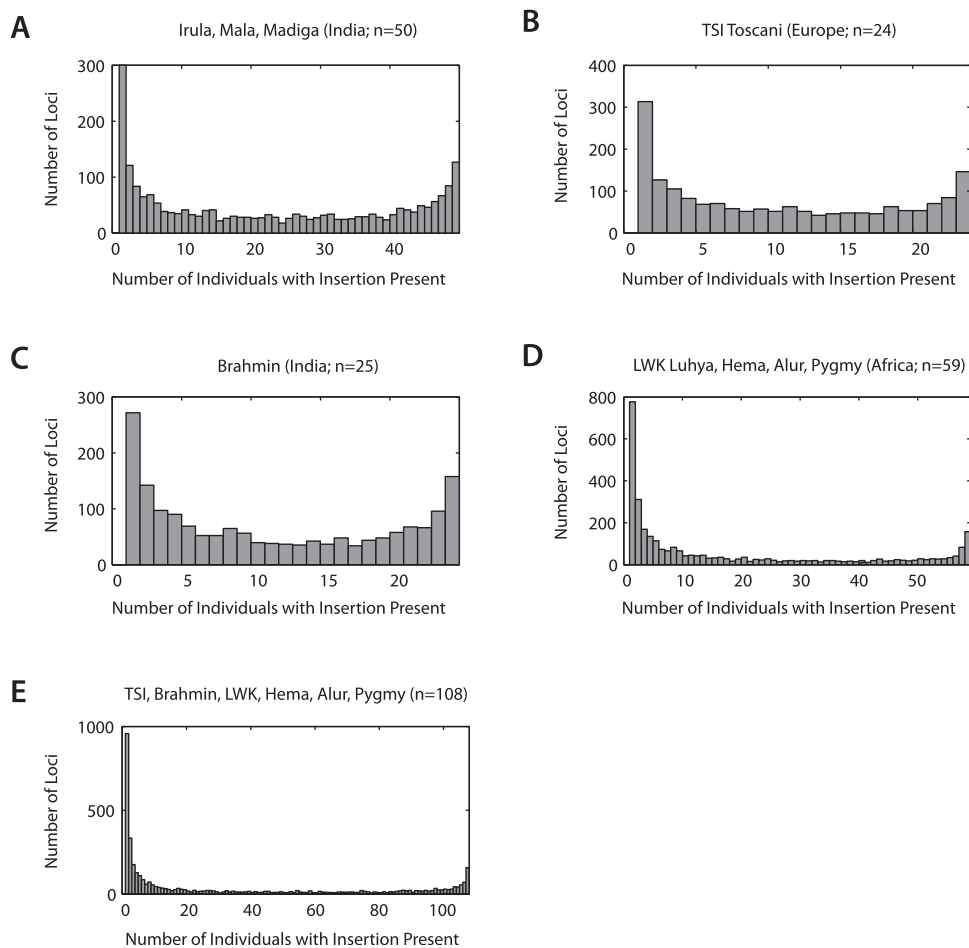 A
Irula, Mala, Madiga (India; n=50)
300
200
100
0
Number of Loci
0 10 20 30 40
Number of Individuals with Insertion Present
B
TSI Toscani (Europe; n=24)
400
300
200
100
0
Number of Loci
0 5 10 15 20
Number of Individuals with Insertion Present
C
Brahmin (India; n=25)
300
200
100
0
Number of Loci
0 5 10 15 20
Number of Individuals with Insertion Present
D
LWK Luhya, Hema, Alur, Pygmy (Africa; n=59)
800
600
400
200
0
Number of Loci
0 10 20 30 40 50
Number of Individuals with Insertion Present
E
TSI, Brahmin, LWK, Hema, Alur, Pygmy (n=108)
1000
500
0
Number of Loci
0 20 40 60 80 100
Number of Individuals with Insertion Present